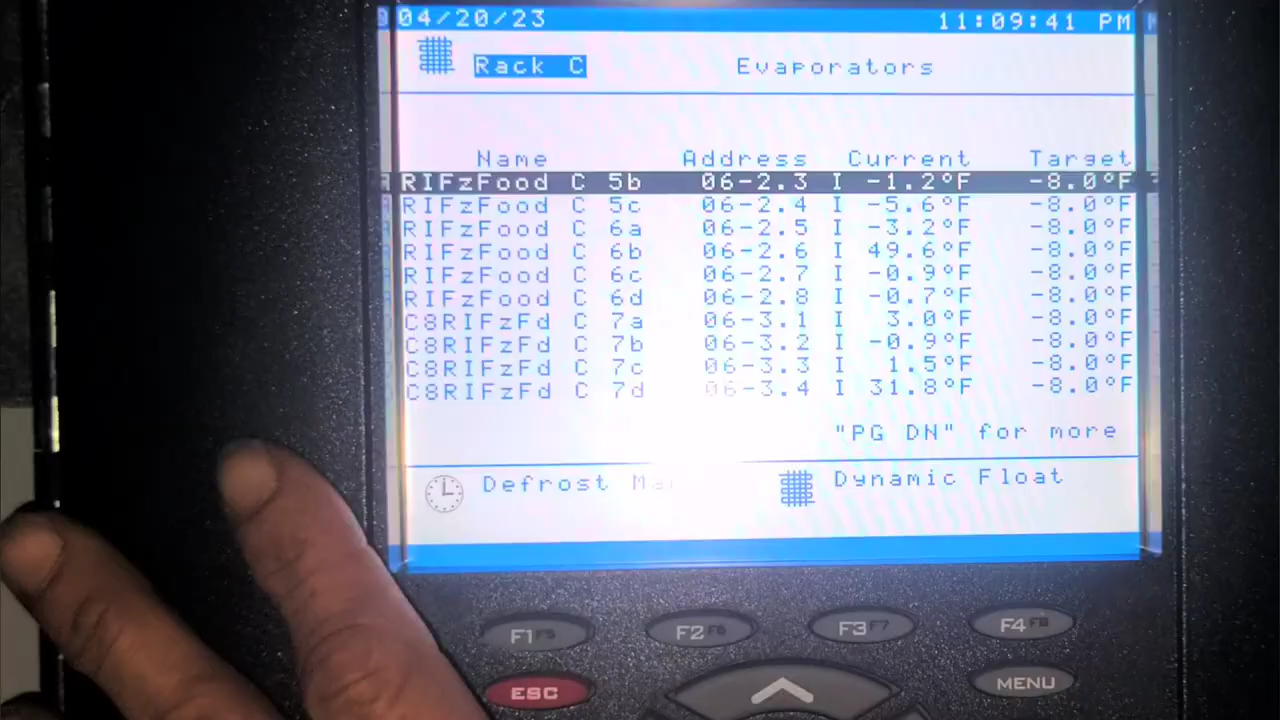 04/20/23 11:09:41 PM
Rack C Evaporators
Name Address Current Target
RIFzFood C 5b 06-2.3 I -1.2°F -8.0°F
RIFzFood C 5c 06-2.4 I -5.6°F -8.0°F
RIFzFood C 6a 06-2.5 I -3.2°F -8.0°F
RIFzFood C 6b 06-2.6 I 49.6°F -8.0°F
RIFzFood C 6c 06-2.7 I -0.9°F -8.0°F
RIFzFood C 6d 06-2.8 I -0.7°F -8.0°F
C8RIFzFd C 7a 06-3.1 I 3.0°F -8.0°F
C8RIFzFd C 7b 06-3.2 I -0.9°F -8.0°F
C8RIFzFd C 7c 06-3.3 I 1.5°F -8.0°F
C8RIFzFd C 7d 06-3.4 I 31.8°F -8.0°F
"PG DN" for more
Defrost Dynamic Float
F1 F5 F2 F6 F3 F7 F4 F8
ESC MENU